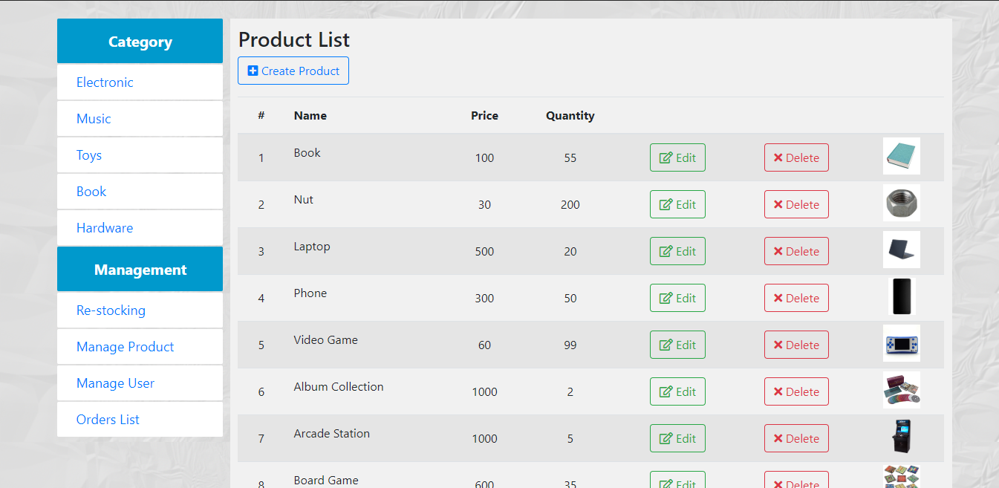 Category
Electronic
Music
Toys
Book
Hardware
Management
Re-stocking
Manage Product
Manage User
Orders List
Product List
Create Product
# Name Price Quantity
1 Book 100 55 Edit Delete
2 Nut 30 200 Edit Delete
3 Laptop 500 20 Edit Delete
4 Phone 300 50 Edit Delete
5 Video Game 60 99 Edit Delete
6 Album Collection 1000 2 Edit Delete
7 Arcade Station 1000 5 Edit Delete
8 Board Game 600 35 Edit Delete